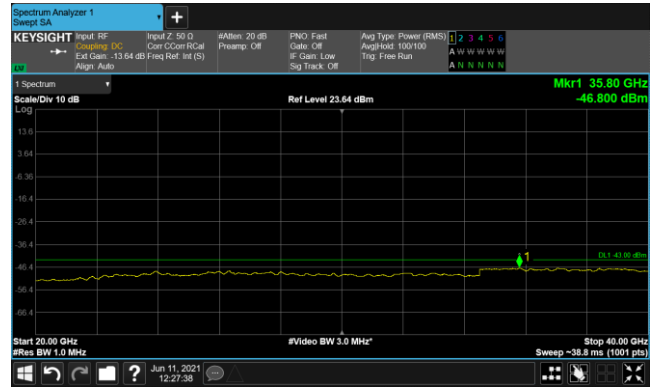 Spectrum Analyzer 1
Swept SA
KEYSIGHT Input: RF Input Z: 50 Ω #Atten: 20 dB PNO: Fast Avg Type: Power (RMS) 1 2 3 4 5 6
Coupling: DC Corr CCorr RCal Preamp: Off Gate: Off Avg|Hold: 100/100 A W W W W W
Ext Gain: -13.64 dB Freq Ref: Int (S) IF Gain: Low Trig: Free Run
Align: Auto Sig Track: Off A N N N N N
1 Spectrum Mkr1 35.80 GHz
Scale/Div 10 dB Ref Level 23.64 dBm -46.800 dBm
Log
13.6
3.64
-6.36
-16.4
-26.4
-36.4
1
DL1 -43.00 dBm
-46.4
-56.4
-66.4
Start 20.00 GHz #Video BW 3.0 MHz* Stop 40.00 GHz
#Res BW 1.0 MHz Sweep ~38.8 ms (1001 pts)
? Jun 11, 2021
12:27:38